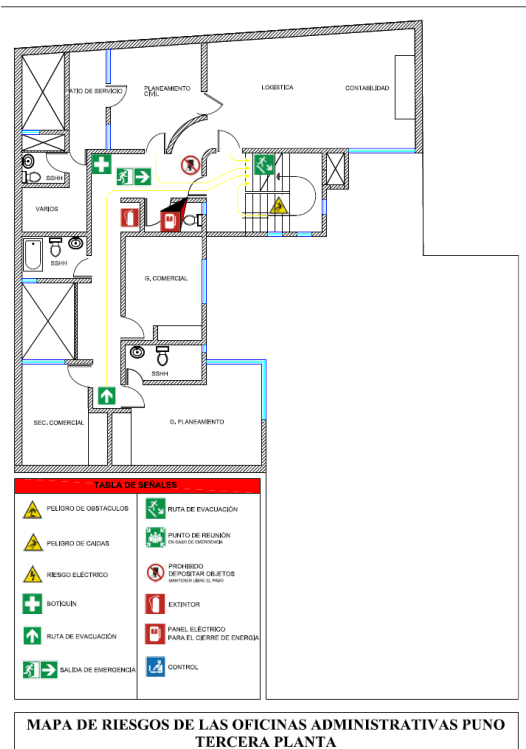 PATIO DE SERVICIO
PLANEAMIENTO
CIVIL
LOGISTICA
CONTABILIDAD
SSHH
VARIOS
SSHH
G. COMERCIAL
SSHH
SEC. COMERCIAL
G. PLANEAMIENTO
TABLA DE SEÑALES
PELIGRO DE OBSTACULOS
PELIGRO DE CAIDAS
RIESGO ELÉCTRICO
BOTIQUIN
RUTA DE EVACUACIÓN
SALIDA DE EMERGENCIA
RUTA DE EVACUACIÓN
PUNTO DE REUNIÓN
EN CASO DE EMERGENCIA
PROHIBIDO
DEPOSITAR OBJETOS
MANTENER LIBRE EL PASO
EXTINTOR
PANEL ELÉCTRICO
PARA EL CIERRE DE ENERGÍA
CONTROL
MAPA DE RIESGOS DE LAS OFICINAS ADMINISTRATIVAS PUNO
TERCERA PLANTA